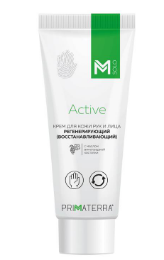 M SOLO
Active
КРЕМ ДЛЯ КОЖИ РУК И ЛИЦА
РЕГЕНЕРИРУЮЩИЙ
(ВОССТАНАВЛИВАЮЩИЙ)
PRIMATERRA